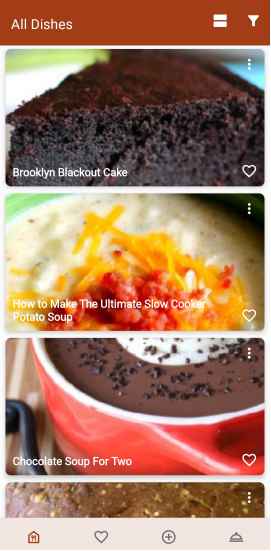 All Dishes
Brooklyn Blackout Cake
How to Make The Ultimate Slow Cooker
Potato Soup
Chocolate Soup For Two